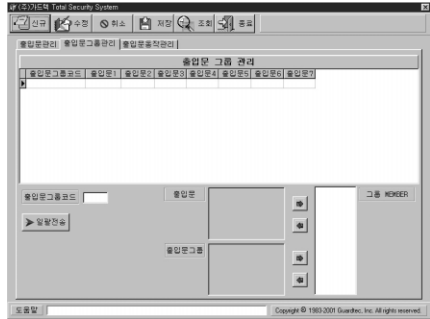 (주)가드텍 Total Security System
신규 수정 취소 저장 조회 종료
출입문관리 출입문그룹관리 출입문동작관리
출입문 그룹 관리
출입문그룹코드 출입문1 출입문2 출입문3 출입문4 출입문5 출입문6 출입문7
출입문그룹코드 출입문 그룹 MEMBER
일괄전송
출입문그룹
도움말 Copyright © 1983-2001 Guardtec, Inc. All rights reserved.